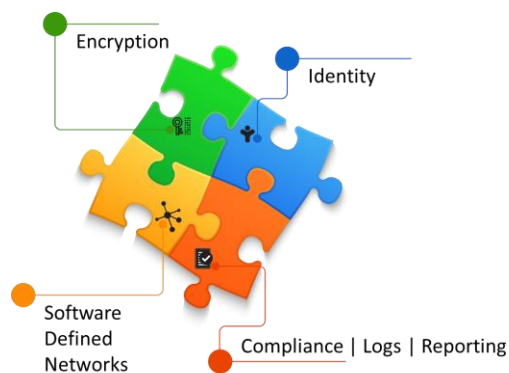 Encryption
Identity
Software
Defined
Networks
Compliance | Logs | Reporting